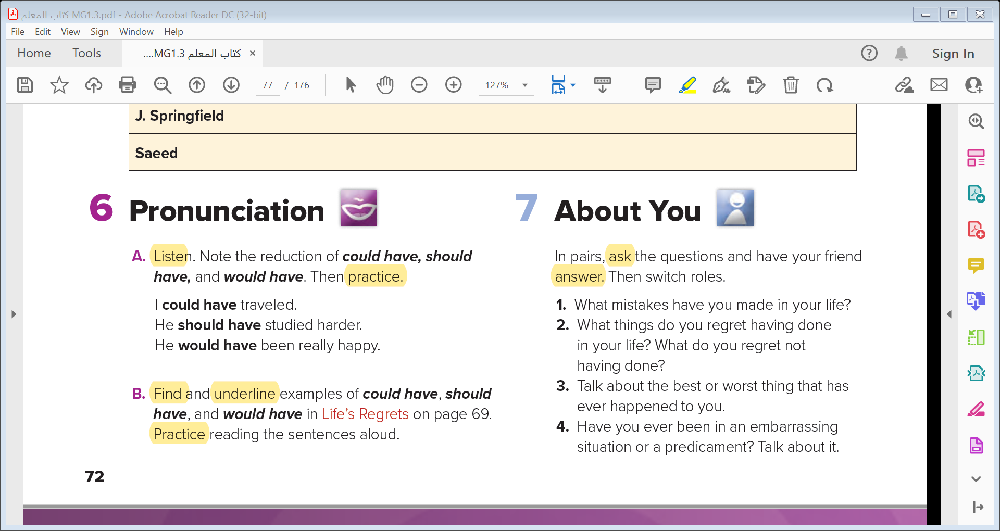 كتاب المعلم MG1.3.pdf - Adobe Acrobat Reader DC (32-bit)
File Edit View Sign Window Help
Home Tools كتاب المعلم MG1.3.... × Sign In
77 / 176 127%
J. Springfield
Saeed
6 Pronunciation
A. Listen. Note the reduction of could have, should
have, and would have. Then practice.
I could have traveled.
He should have studied harder.
He would have been really happy.
B. Find and underline examples of could have, should
have, and would have in Life’s Regrets on page 69.
Practice reading the sentences aloud.
7 About You
In pairs, ask the questions and have your friend
answer. Then switch roles.
1. What mistakes have you made in your life?
2. What things do you regret having done
in your life? What do you regret not
having done?
3. Talk about the best or worst thing that has
ever happened to you.
4. Have you ever been in an embarrassing
situation or a predicament? Talk about it.
72